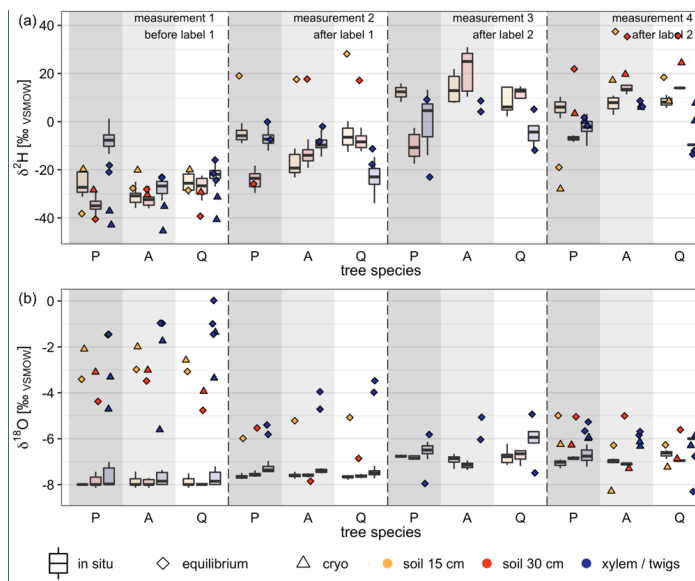 (a)
measurement 1
before label 1
measurement 2
after label 1
measurement 3
after label 2
measurement 4
after label 2
δ²H [‰ VSMOW]
40
20
0
-20
-40
P A Q P A Q P A Q P A Q
tree species
(b)
δ¹⁸O [‰ VSMOW]
0
-2
-4
-6
-8
P A Q P A Q P A Q P A Q
tree species
in situ equilibrium cryo soil 15 cm soil 30 cm xylem / twigs